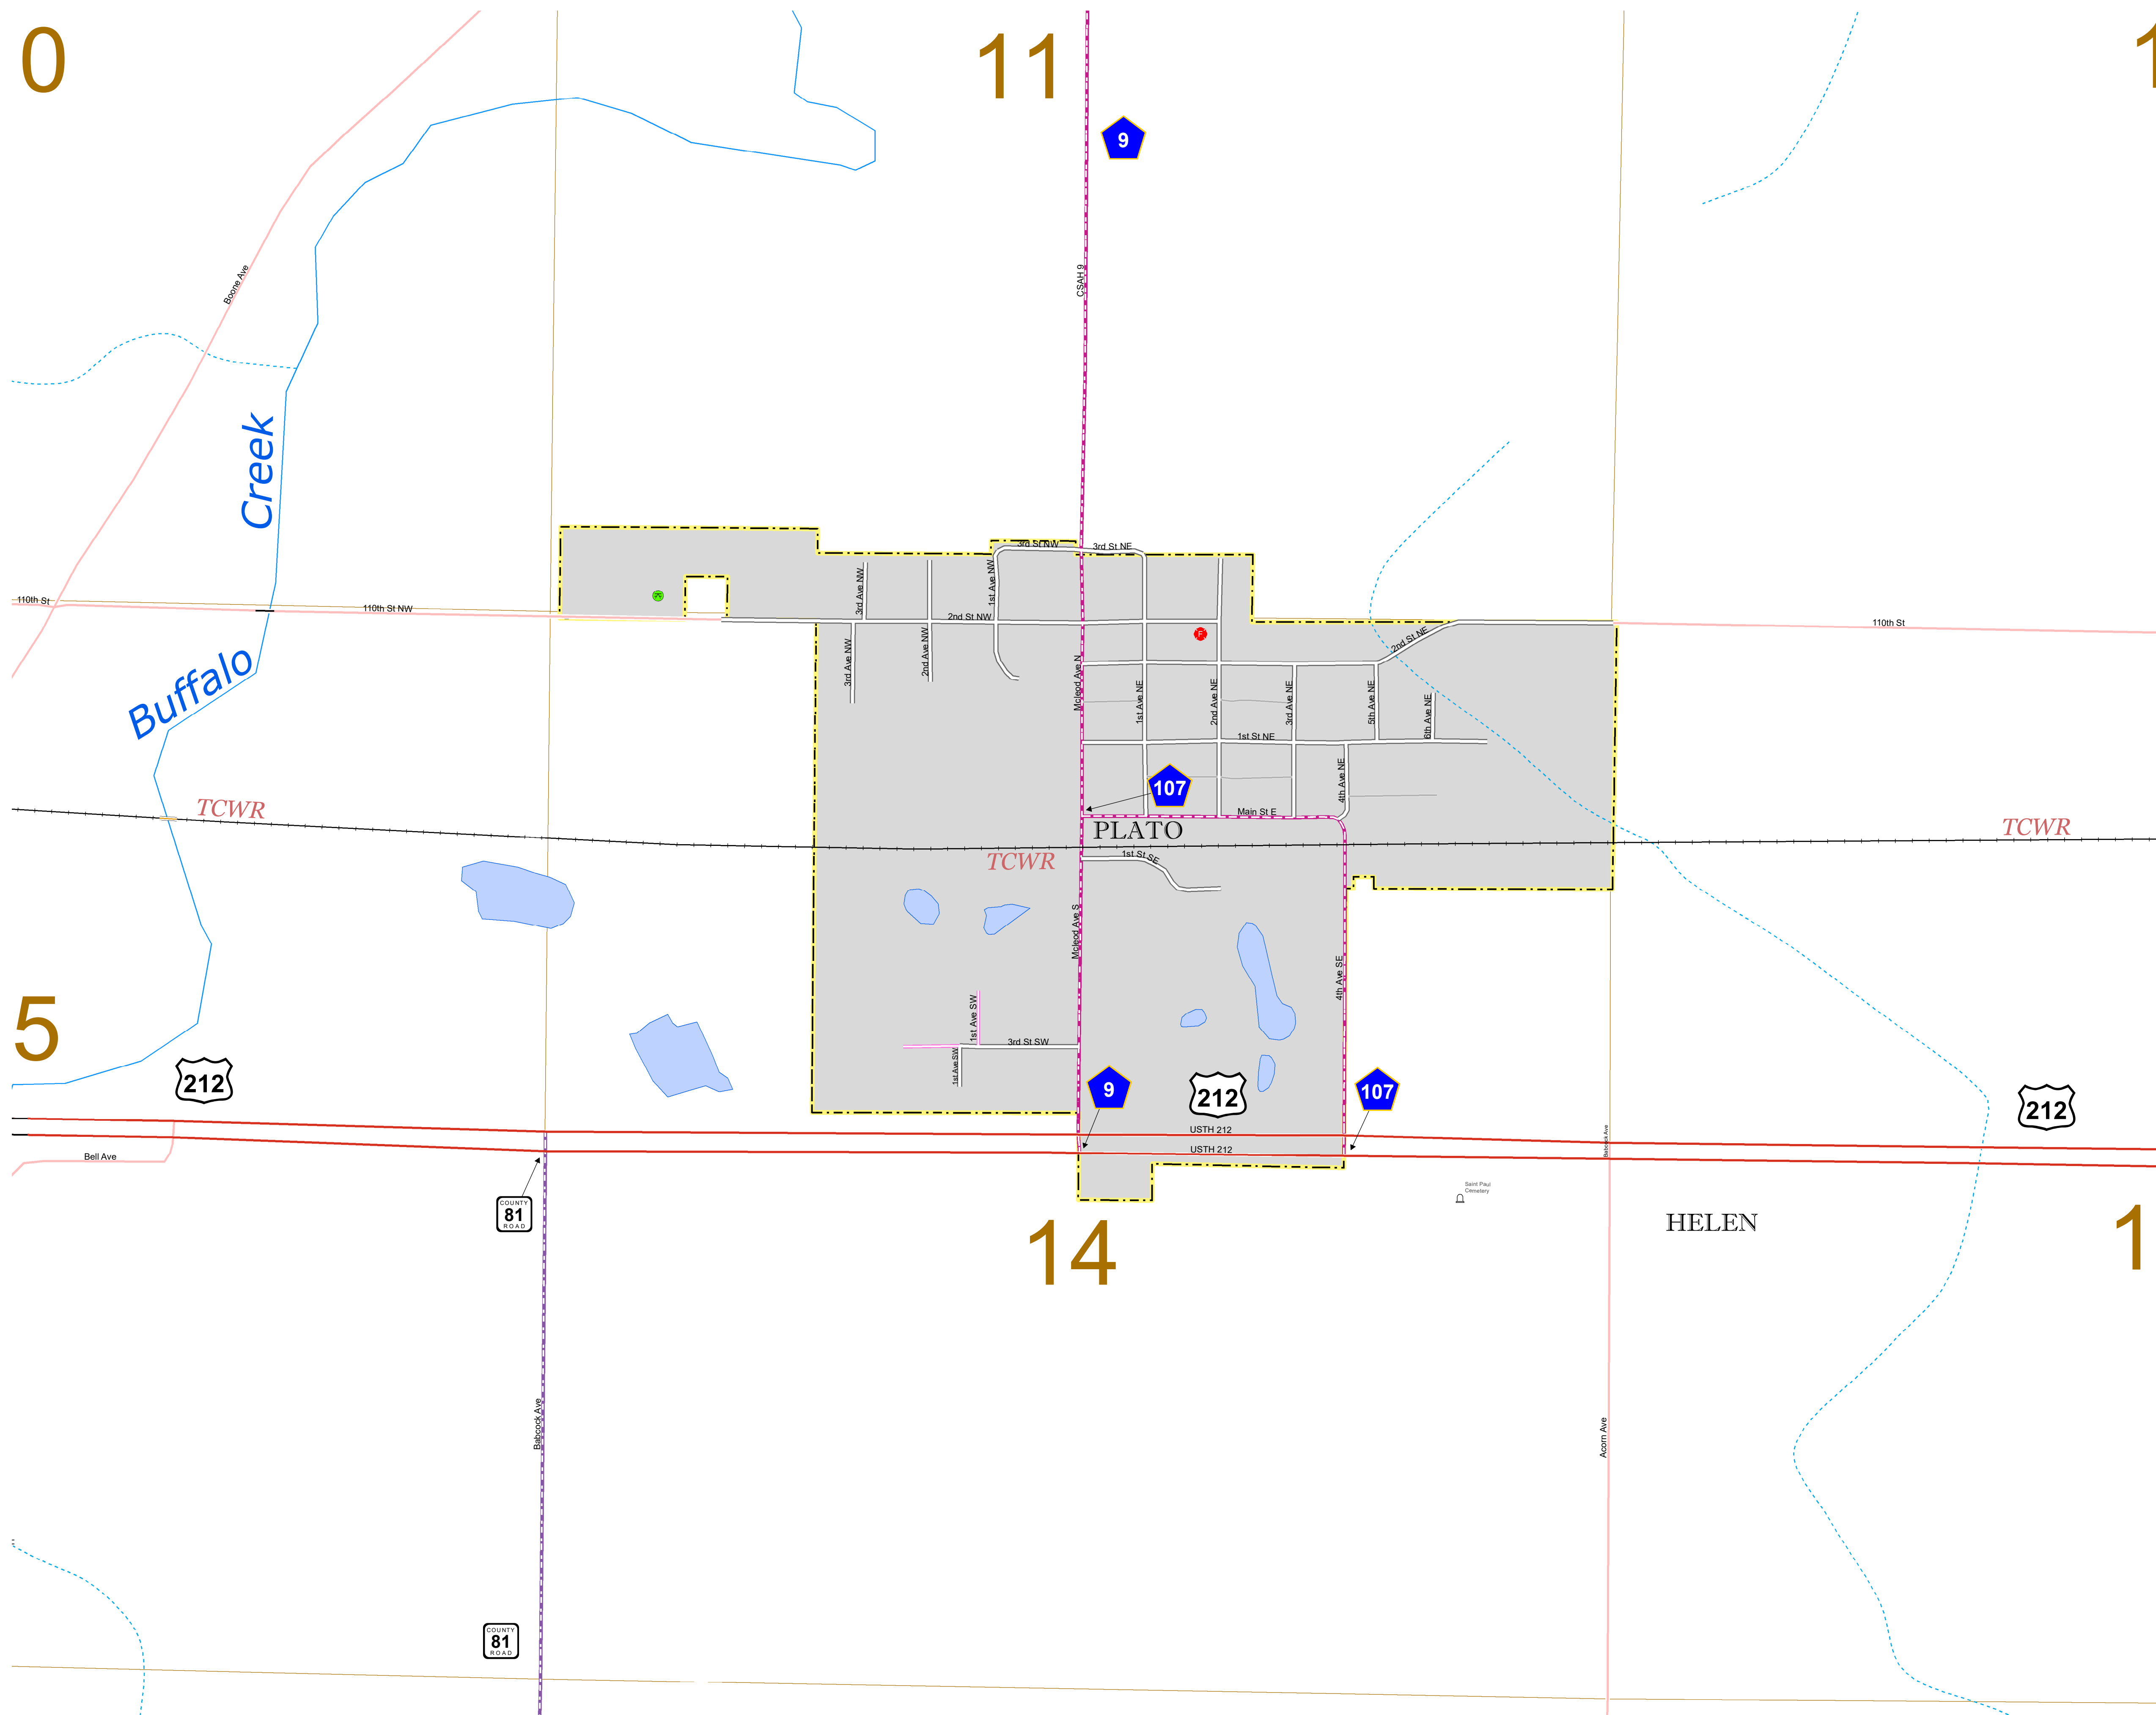 0
11
1
9
CSAH 9
Boone Ave
Creek
3rd St NW
3rd St NE
3rd Ave NW
1st Ave NW
110th St
110th St NW
2nd St NW
110th St
F
2nd St NE
3rd Ave NW
2nd Ave NW
Mcleod Ave N
1st Ave NE
2nd Ave NE
3rd Ave NE
5th Ave NE
6th Ave NE
Buffalo
1st St NE
107
4th Ave NE
TCWR
Main St E
PLATO
TCWR
TCWR
1st St SE
Mcleod Ave S
4th Ave SE
5
1st Ave SW
3rd St SW
1st Ave SW
212
9
212
107
212
USTH 212
USTH 212
Babcock Ave
Bell Ave
Saint Paul
Cemetery
COUNTY
81
ROAD
HELEN
14
1
Babcock Ave
Acorn Ave
COUNTY
81
ROAD